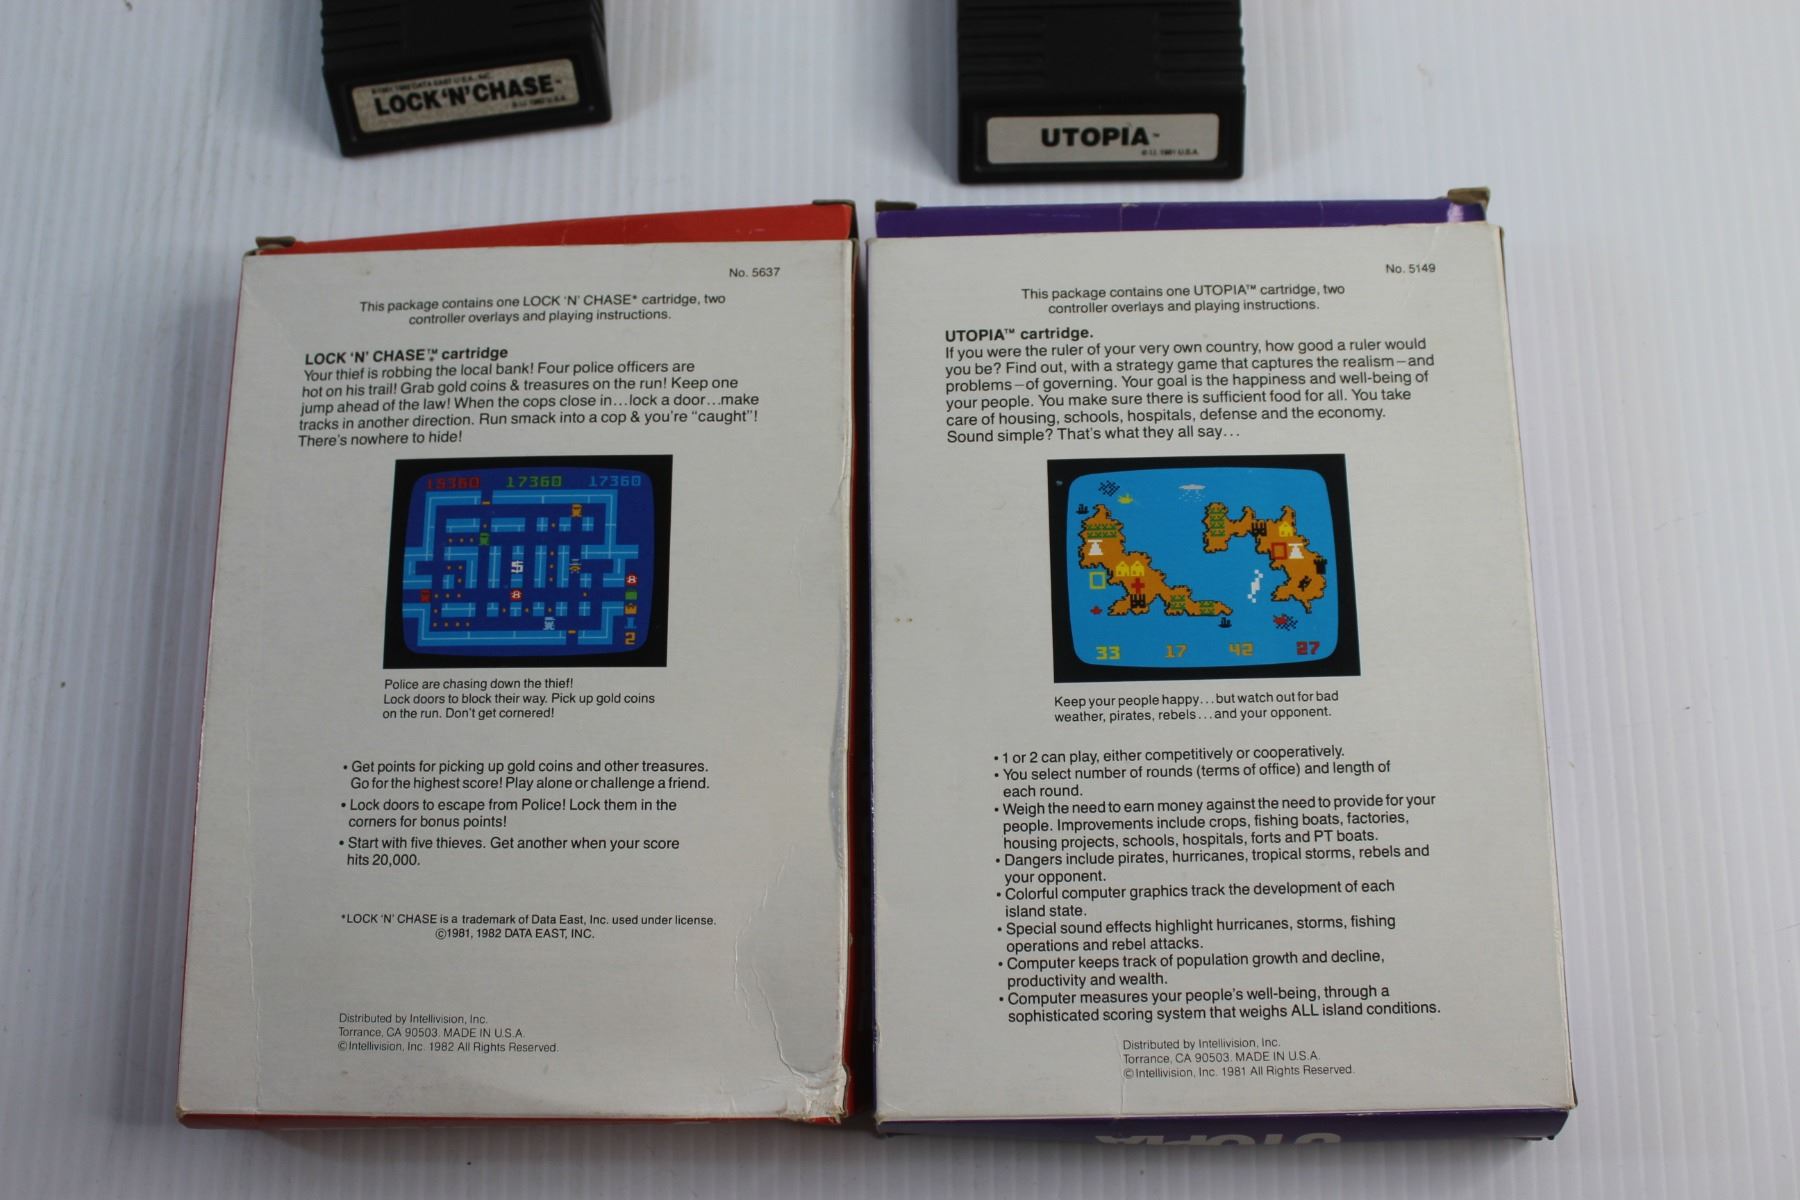 ©1981 1982 DATA EAST U.S.A., INC.
LOCK 'N' CHASE™
© I.I. 1982 U.S.A.
UTOPIA™
© I.I. 1981 U.S.A.
No. 5637
This package contains one LOCK 'N' CHASE* cartridge, two
controller overlays and playing instructions.
LOCK 'N' CHASE™* cartridge
Your thief is robbing the local bank! Four police officers are
hot on his trail! Grab gold coins & treasures on the run! Keep one
jump ahead of the law! When the cops close in...lock a door...make
tracks in another direction. Run smack into a cop & you're "caught"!
There's nowhere to hide!
15360 17360 17360
5
8
8
2
Police are chasing down the thief!
Lock doors to block their way. Pick up gold coins
on the run. Don't get cornered!
• Get points for picking up gold coins and other treasures.
Go for the highest score! Play alone or challenge a friend.
• Lock doors to escape from Police! Lock them in the
corners for bonus points!
• Start with five thieves. Get another when your score
hits 20,000.
*LOCK 'N' CHASE is a trademark of Data East, Inc. used under license.
©1981, 1982 DATA EAST, INC.
Distributed by Intellivision, Inc.
Torrance, CA 90503. MADE IN U.S.A.
© Intellivision, Inc. 1982 All Rights Reserved.
No. 5149
This package contains one UTOPIA™ cartridge, two
controller overlays and playing instructions.
UTOPIA™ cartridge.
If you were the ruler of your very own country, how good a ruler would
you be? Find out, with a strategy game that captures the realism—and
problems—of governing. Your goal is the happiness and well-being of
your people. You make sure there is sufficient food for all. You take
care of housing, schools, hospitals, defense and the economy.
Sound simple? That's what they all say...
33 17 42 27
Keep your people happy...but watch out for bad
weather, pirates, rebels...and your opponent.
• 1 or 2 can play, either competitively or cooperatively.
• You select number of rounds (terms of office) and length of
each round.
• Weigh the need to earn money against the need to provide for your
people. Improvements include crops, fishing boats, factories,
housing projects, schools, hospitals, forts and PT boats.
• Dangers include pirates, hurricanes, tropical storms, rebels and
your opponent.
• Colorful computer graphics track the development of each
island state.
• Special sound effects highlight hurricanes, storms, fishing
operations and rebel attacks.
• Computer keeps track of population growth and decline,
productivity and wealth.
• Computer measures your people's well-being, through a
sophisticated scoring system that weighs ALL island conditions.
Distributed by Intellivision, Inc.
Torrance, CA 90503. MADE IN U.S.A.
© Intellivision, Inc. 1981 All Rights Reserved.
UTOPIA